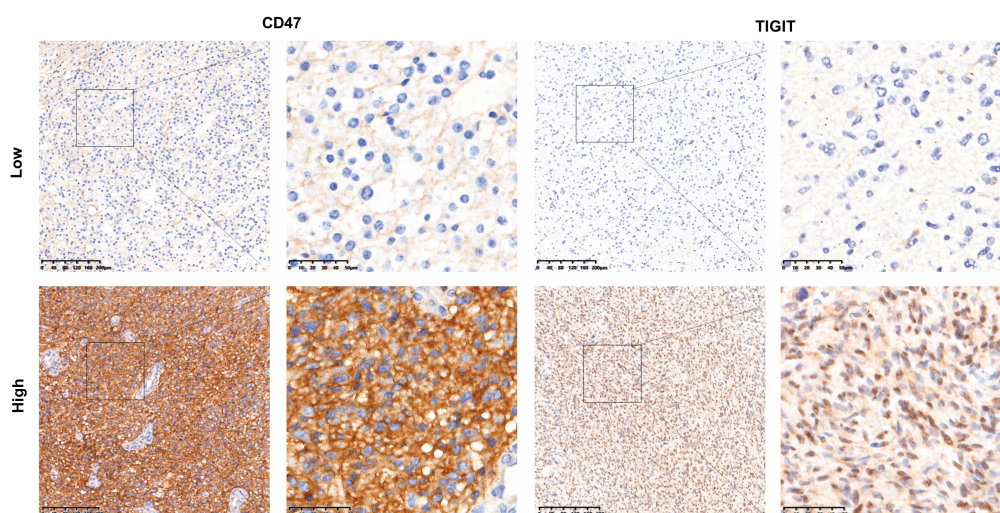 CD47
TIGIT
Low
0 40 80 120 160 200μm
0 10 20 30 40 50μm
0 40 80 120 160 200μm
0 10 20 30 40 50μm
High